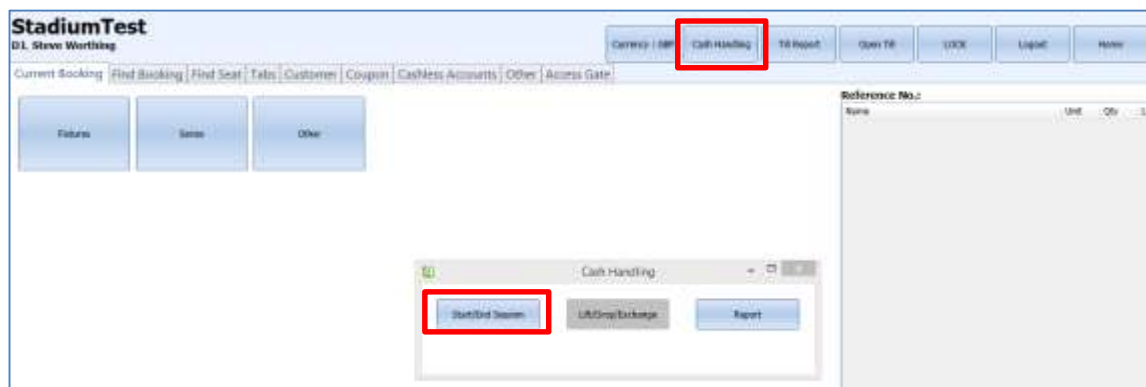 StadiumTest
D1. Steve Worthing
Currency : GBP Cash Handling Till Report Open Till LOCK Logout Home
Current Booking Find Booking Find Seat Tabs Customer Coupon Cashless Accounts Other Access Gate
Reference No.:
Name Unit Qty
Fixtures Series Other
Cash Handling
Start/End Session Lift/Drop/Exchange Report